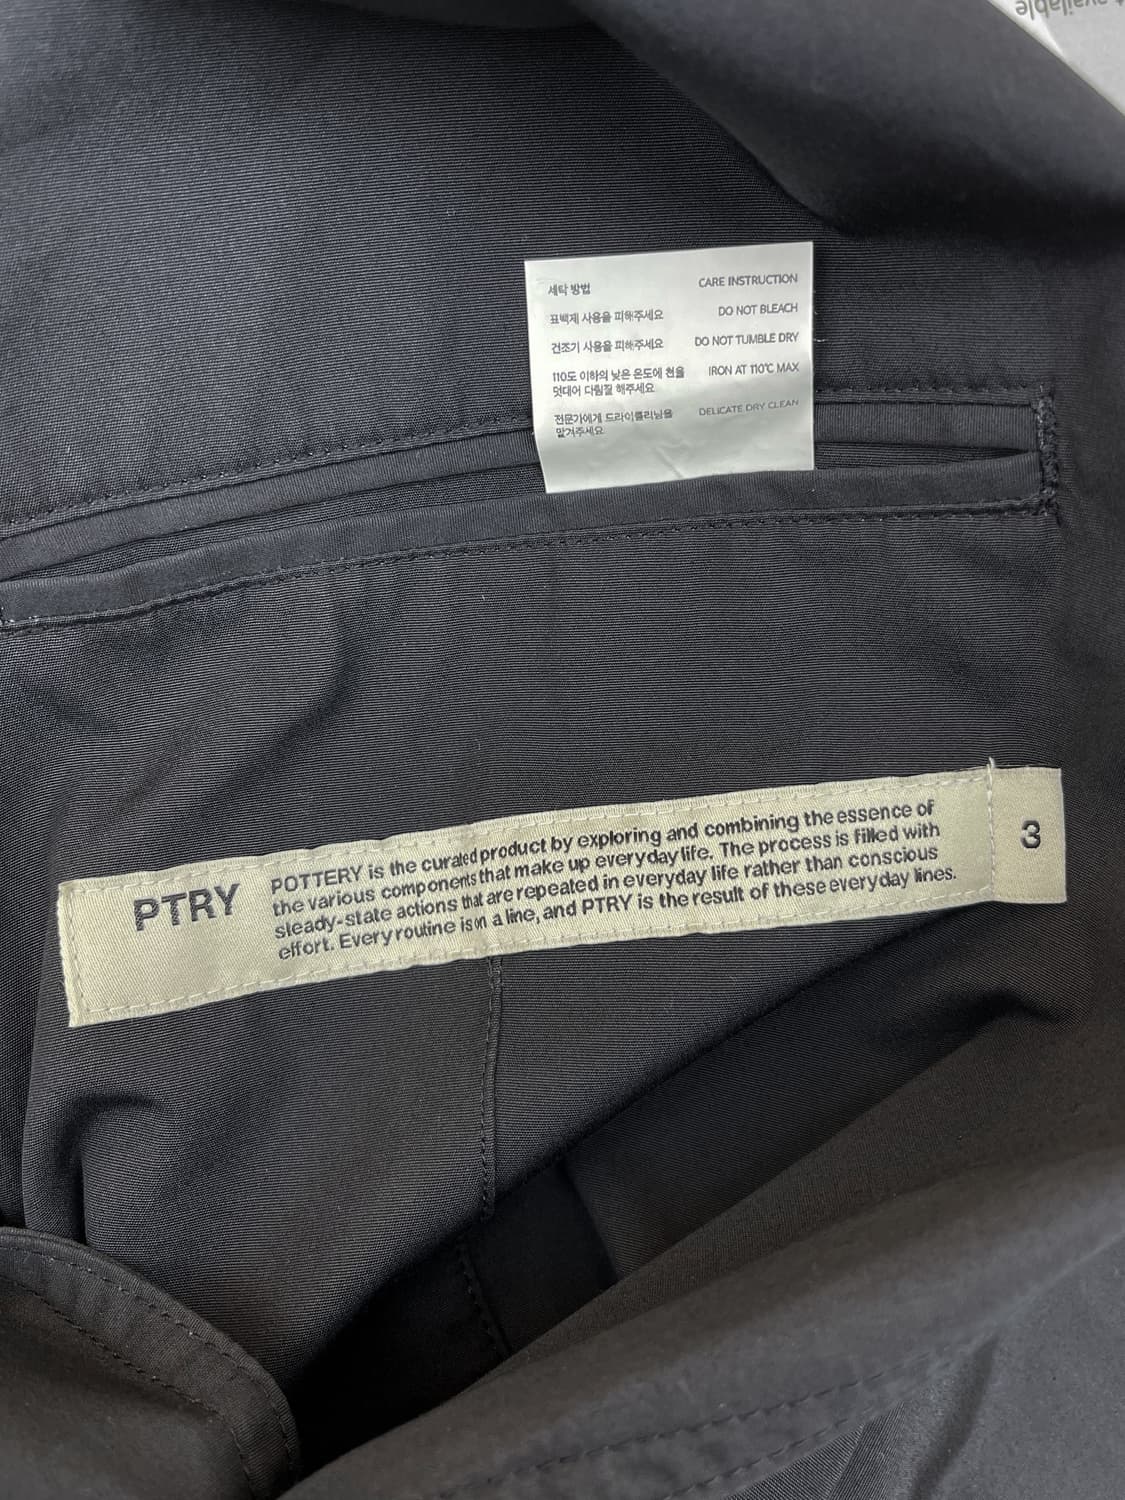 available
세탁 방법
CARE INSTRUCTION
표백제 사용을 피해주세요
DO NOT BLEACH
건조기 사용을 피해주세요
DO NOT TUMBLE DRY
110도 이하의 낮은 온도에 천을
덧대어 다림질 해주세요
IRON AT 110℃ MAX
전문가에게 드라이클리닝을
맡겨주세요
DELICATE DRY CLEAN
PTRY
POTTERY is the curated product by exploring and combining the essence of
the various components that make up everyday life. The process is filled with
steady-state actions that are repeated in everyday life rather than conscious
effort. Every routine is on a line, and PTRY is the result of these everyday lines.
3